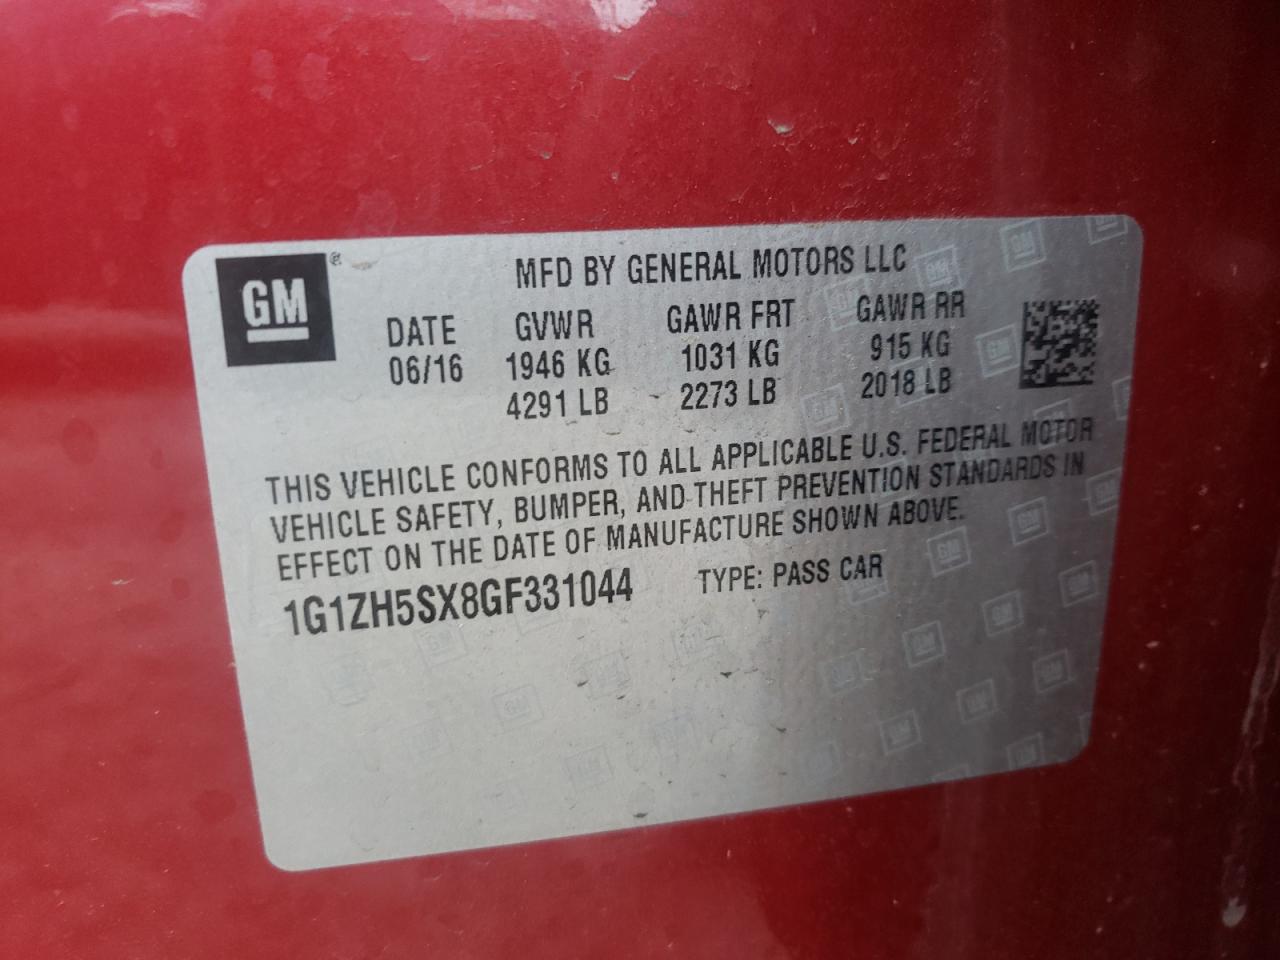 GM ®
MFD BY GENERAL MOTORS LLC
DATE GVWR GAWR FRT GAWR RR
06/16 1946 KG 1031 KG 915 KG
4291 LB 2273 LB 2018 LB
THIS VEHICLE CONFORMS TO ALL APPLICABLE U.S. FEDERAL MOTOR
VEHICLE SAFETY, BUMPER, AND THEFT PREVENTION STANDARDS IN
EFFECT ON THE DATE OF MANUFACTURE SHOWN ABOVE.
1G1ZH5SX8GF331044 TYPE: PASS CAR